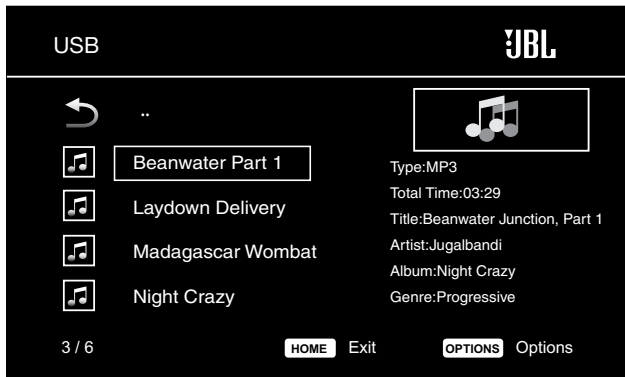 USB
JBL
..
Beanwater Part 1
Laydown Delivery
Madagascar Wombat
Night Crazy
Type:MP3
Total Time:03:29
Title:Beanwater Junction, Part 1
Artist:Jugalbandi
Album:Night Crazy
Genre:Progressive
3 / 6
HOME Exit
OPTIONS Options